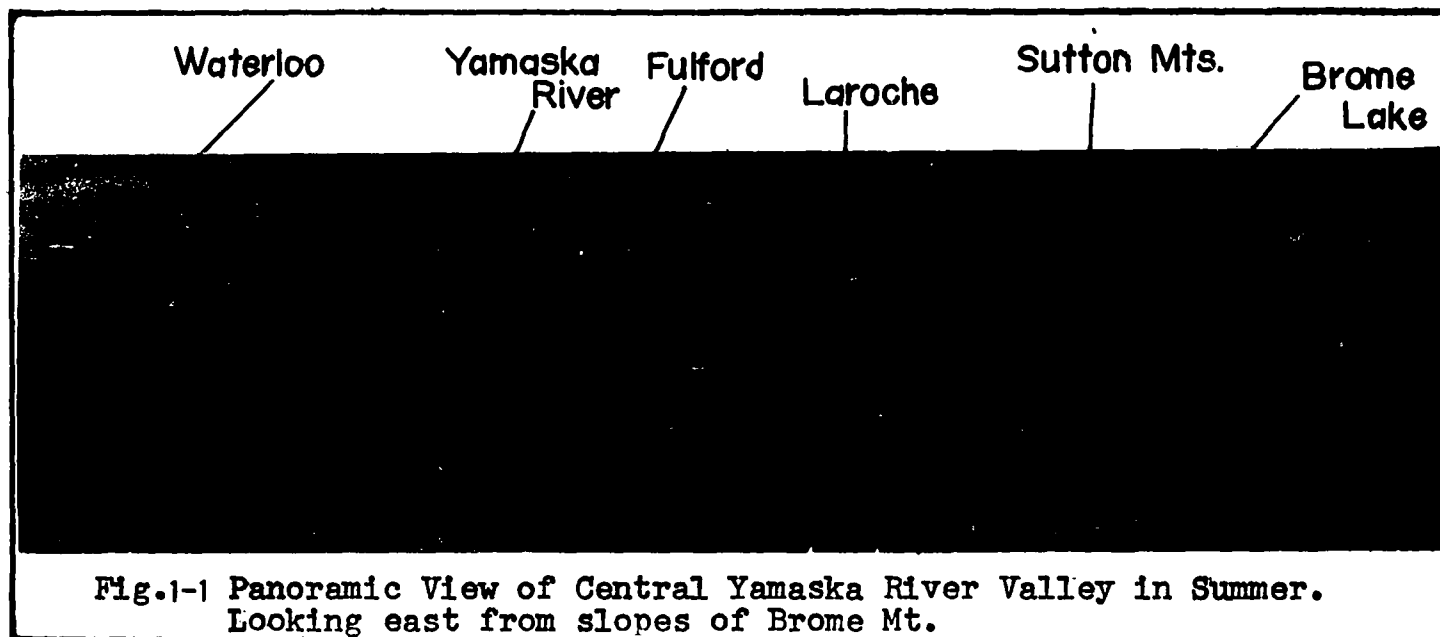 Waterloo
Yamaska
River
Fulford
Laroche
Sutton Mts.
Brome
Lake
Fig.1-1 Panoramic View of Central Yamaska River Valley in Summer.
Looking east from slopes of Brome Mt.